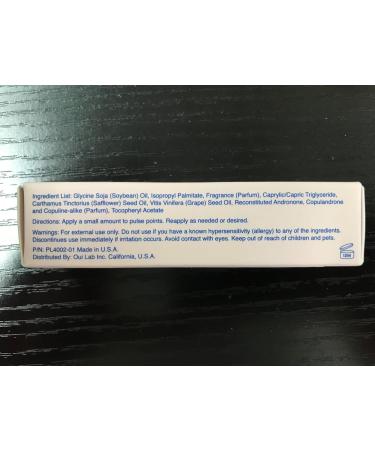 Ingredient List: Glycine Soja (Soybean) Oil, Isopropyl Palmitate, Fragrance (Parfum), Caprylic/Capric Triglyceride,
Carthamus Tinctorius (Safflower) Seed Oil, Vitis Vinifera (Grape) Seed Oil, Reconstituted Andronone, Copulandrone
and Copuline-alike (Parfum), Tocopheryl Acetate
Directions: Apply a small amount to pulse points. Reapply as needed or desired.
Warnings: For external use only. Do not use if you have a known hypersensitivity (allergy) to any of the ingredients.
Discontinues use immediately if irritation occurs. Avoid contact with eyes. Keep out of reach of children and pets.
P/N: PL4002-01 Made in U.S.A.
Distributed By: Oui Lab Inc. California, U.S.A.
12M